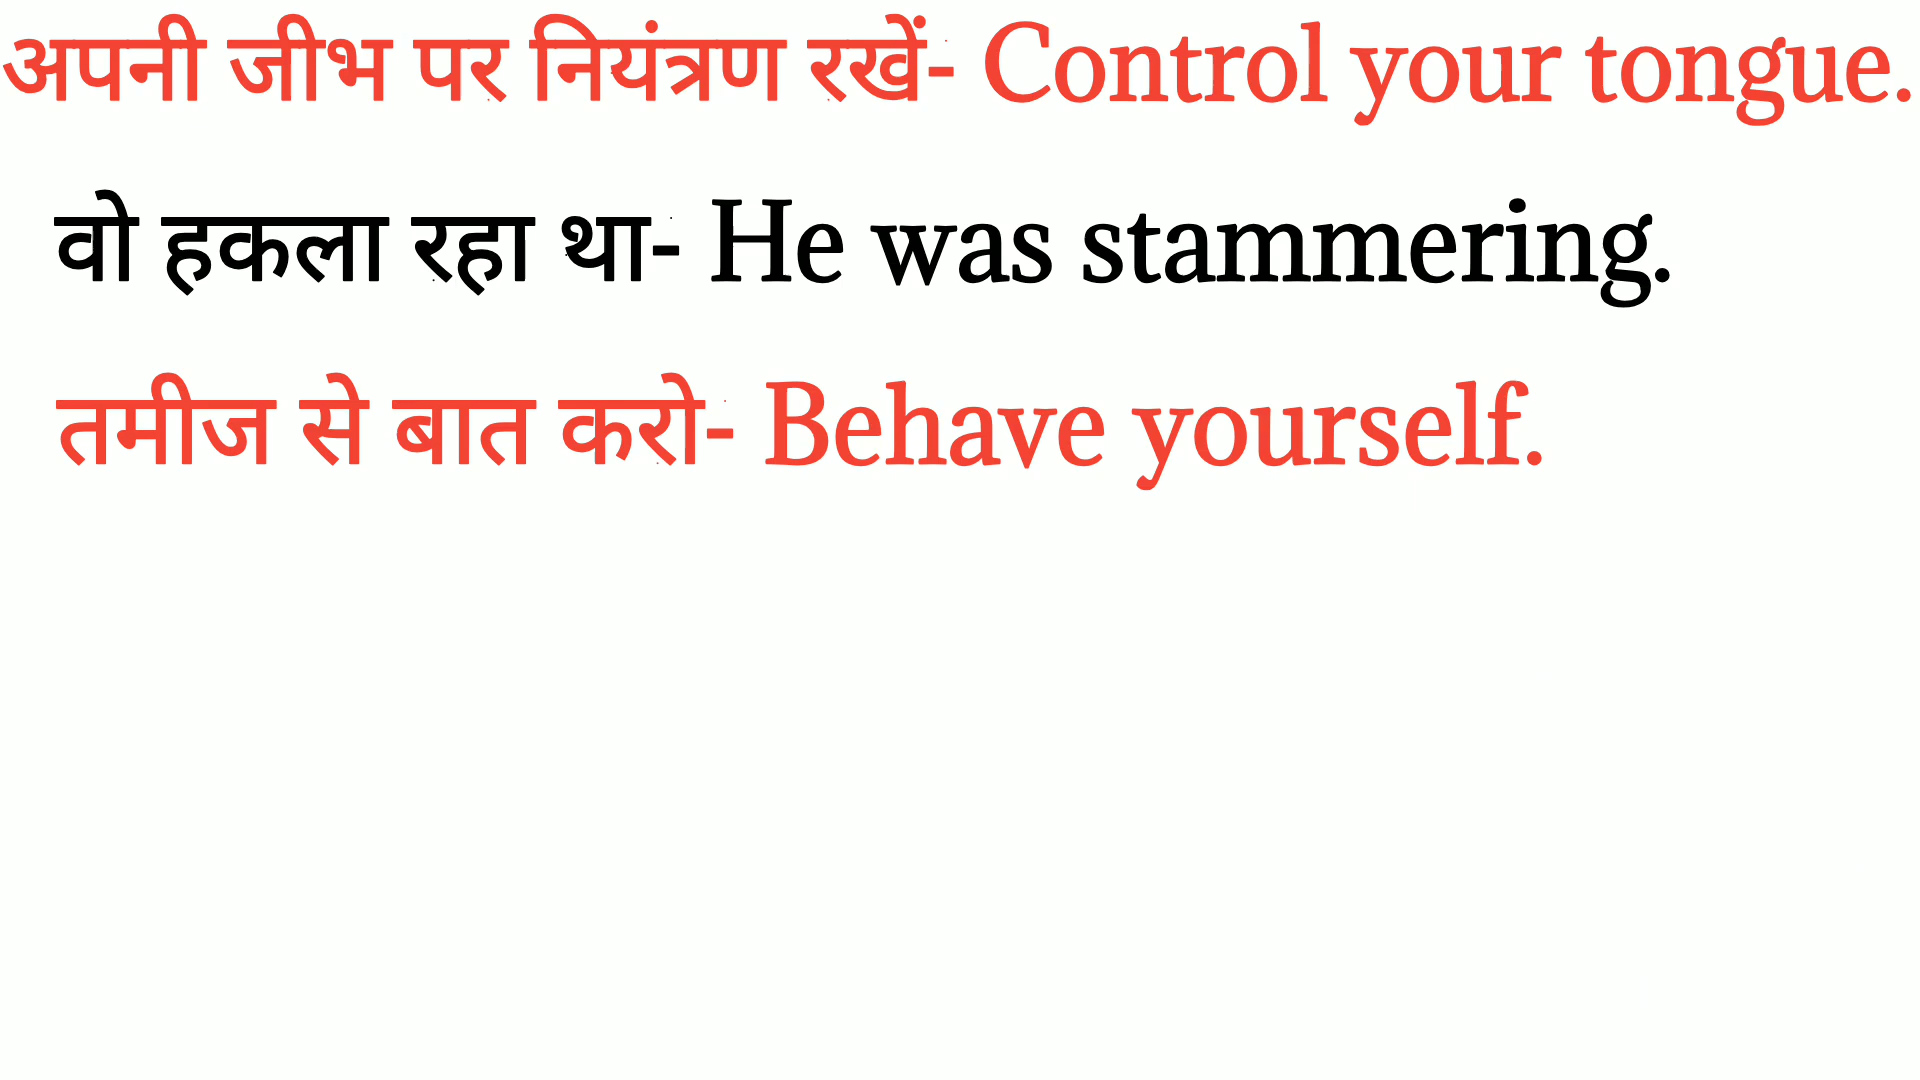 अपनी जीभ पर नियंत्रण रखें- Control your tongue.
वो हकला रहा था- He was stammering.
तमीज से बात करो- Behave yourself.